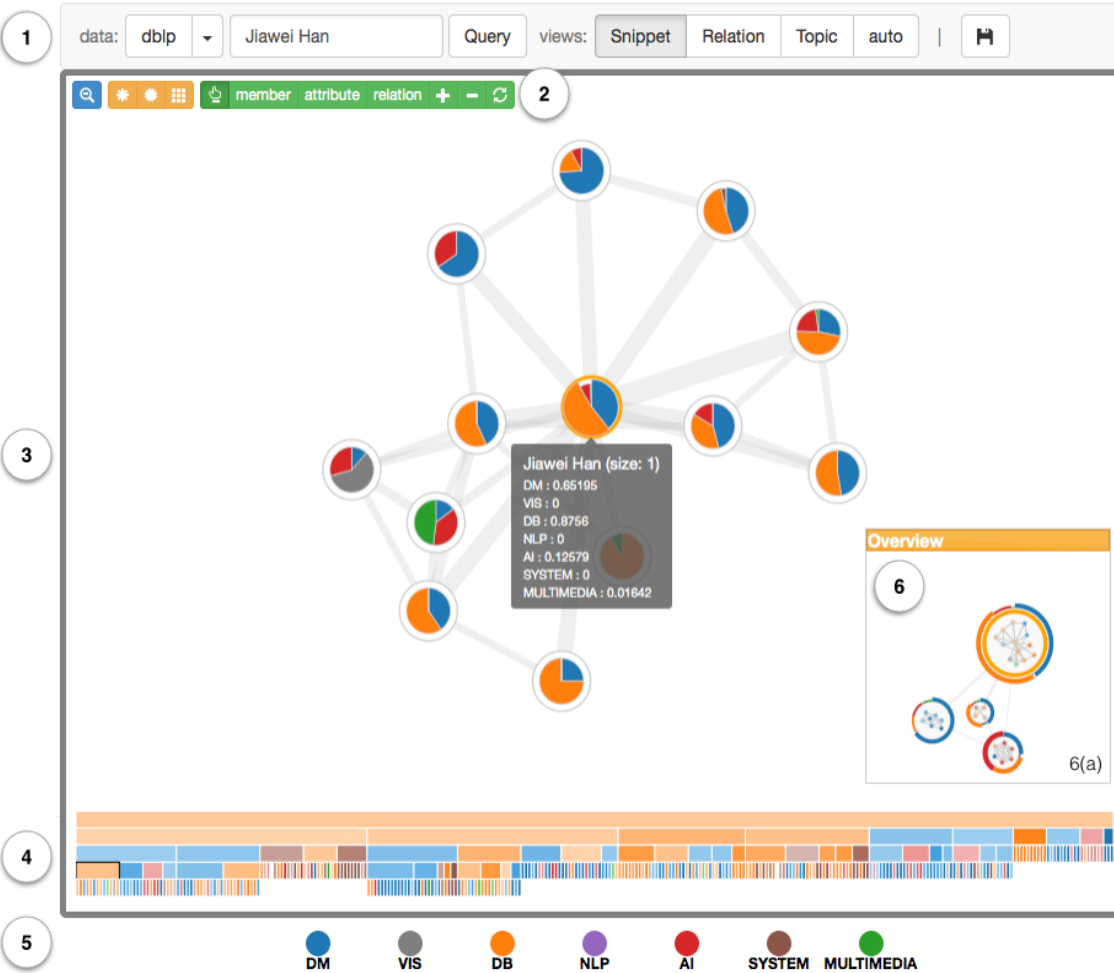 1 data: dblp Jiawei Han Query views: Snippet Relation Topic auto |
member attribute relation 2
3
Jiawei Han (size: 1)
DM : 0.65195
VIS : 0
DB : 0.8756
NLP : 0
AI : 0.12579
SYSTEM : 0
MULTIMEDIA : 0.01642
Overview
6
6(a)
4
5
DM VIS DB NLP AI SYSTEM MULTIMEDIA